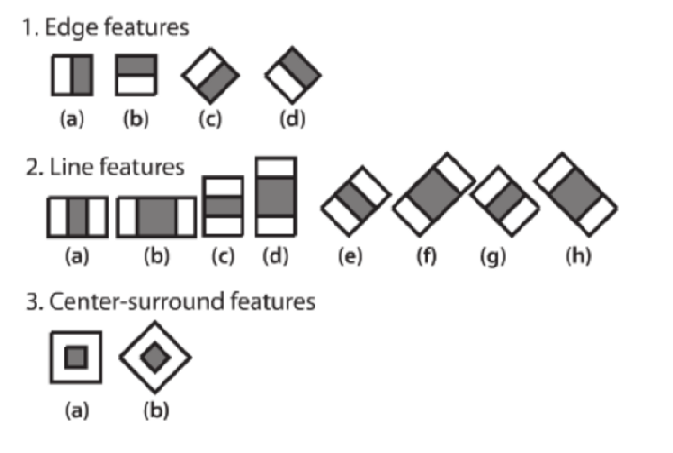 1. Edge features
(a) (b) (c) (d)
2. Line features
(a) (b) (c) (d) (e) (f) (g) (h)
3. Center-surround features
(a) (b)